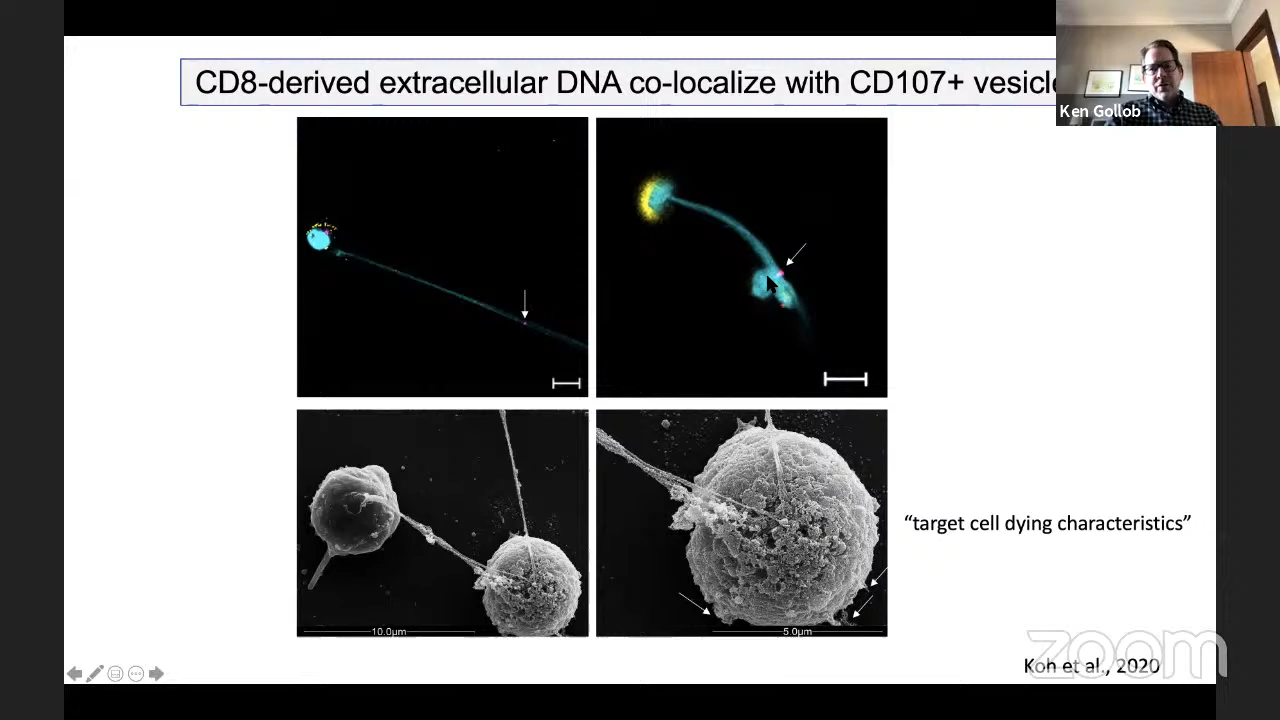 CD8-derived extracellular DNA co-localize with CD107+
Ken Gollob
10.0µm
5.0µm
“target cell dying characteristics”
Koh et al., 2020
zoom